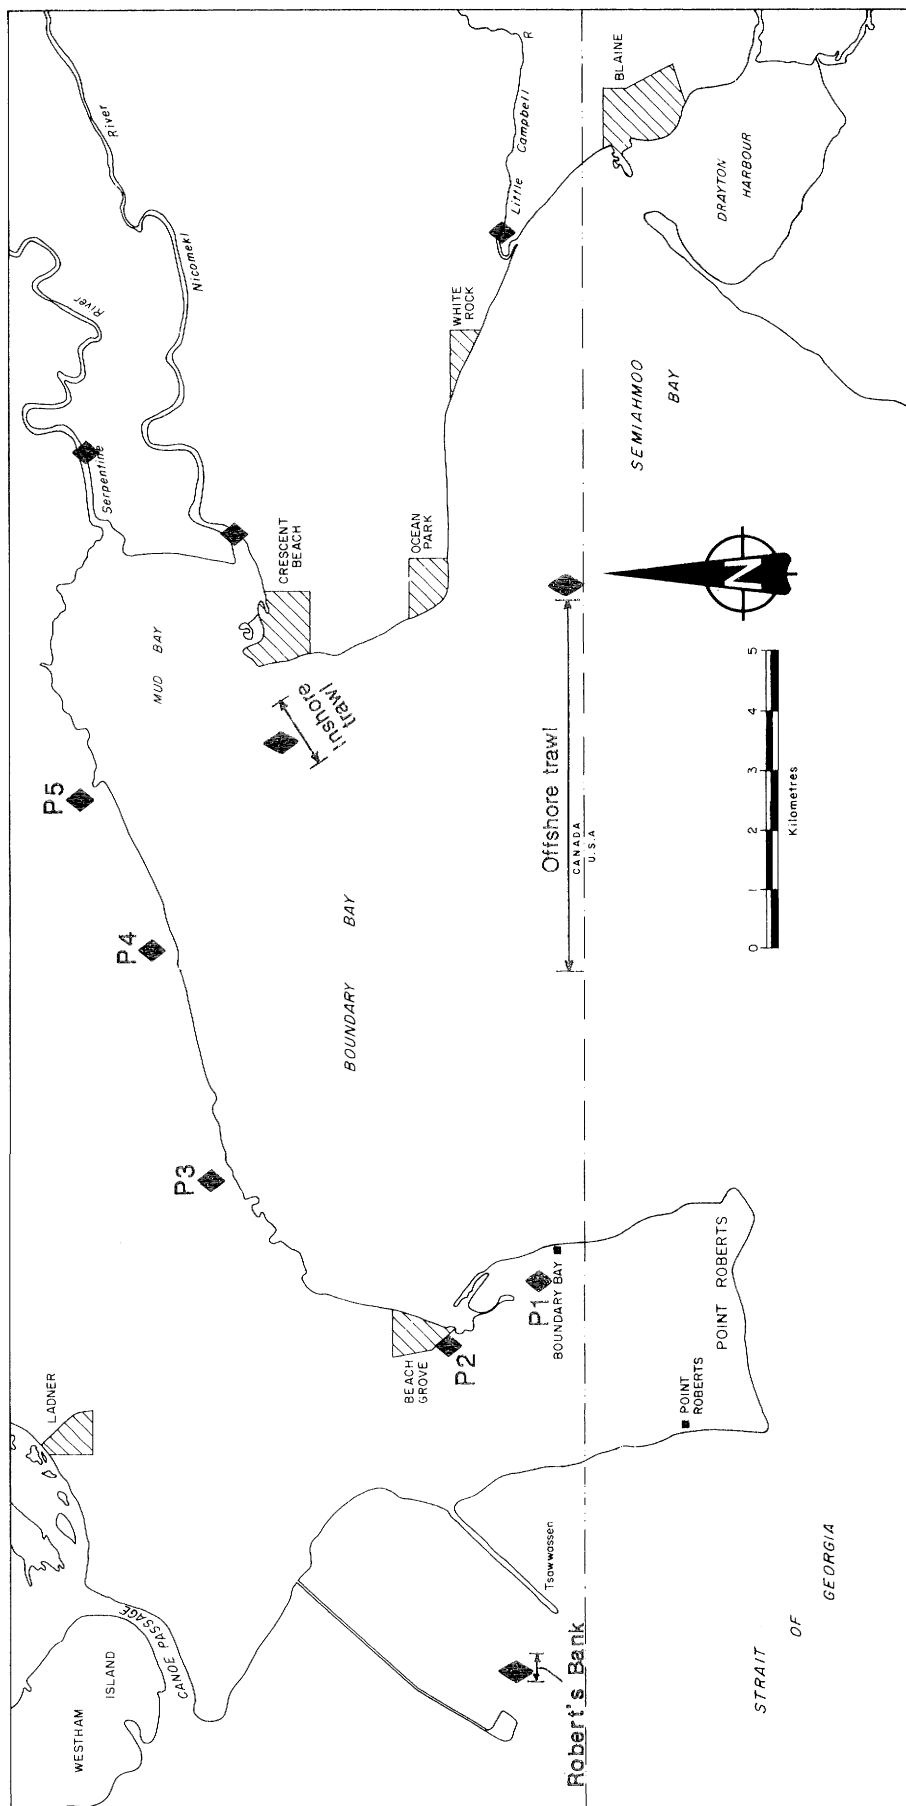 WESTHAM
ISLAND
CANOE PASSAGE
LADNER
Robert's Bank
Tsawwassen
STRAIT
OF
GEORGIA
BEACH
GROVE
P2
P1
BOUNDARY BAY
POINT
ROBERTS
POINT ROBERTS
P3
P4
P5
BOUNDARY
BAY
MUD
BAY
Inshore
trawl
Offshore trawl
CANADA
U.S.A
0
1
2
3
4
5
Kilometres
N
CRESCENT
BEACH
OCEAN
PARK
Serpentine
River
Nicomekl
River
WHITE
ROCK
Little
Campbell
R
SEMIAHMOO
BAY
BLAINE
DRAYTON
HARBOUR